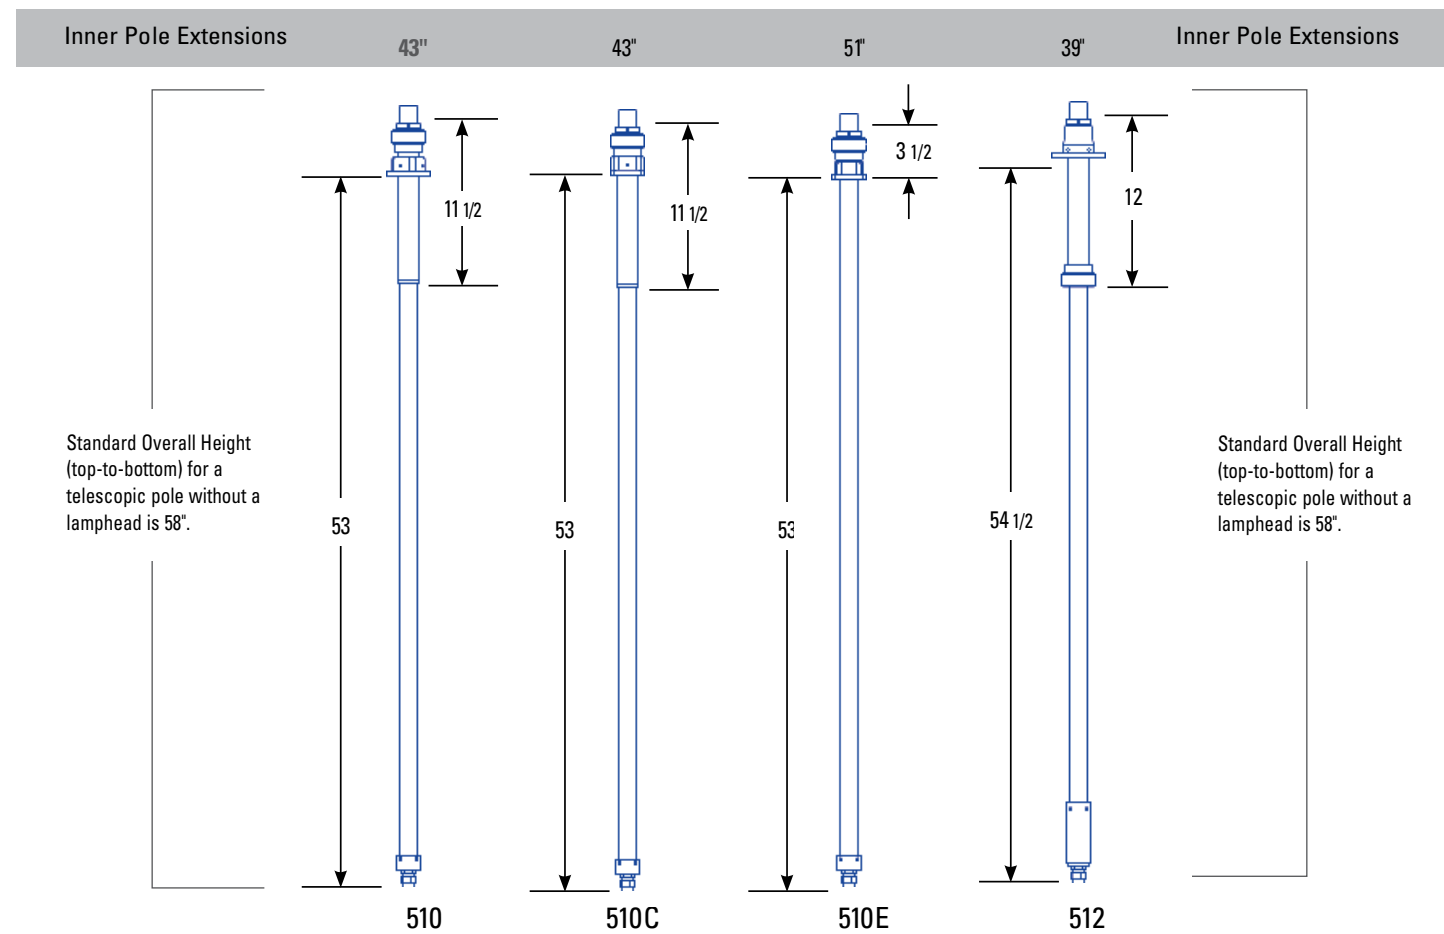 Inner Pole Extensions
43"
43"
51"
39"
Inner Pole Extensions
3 1/2
11 1/2
11 1/2
12
Standard Overall Height
(top-to-bottom) for a
telescopic pole without a
lamphead is 58".
53
53
53
54 1/2
Standard Overall Height
(top-to-bottom) for a
telescopic pole without a
lamphead is 58".
510
510C
510E
512